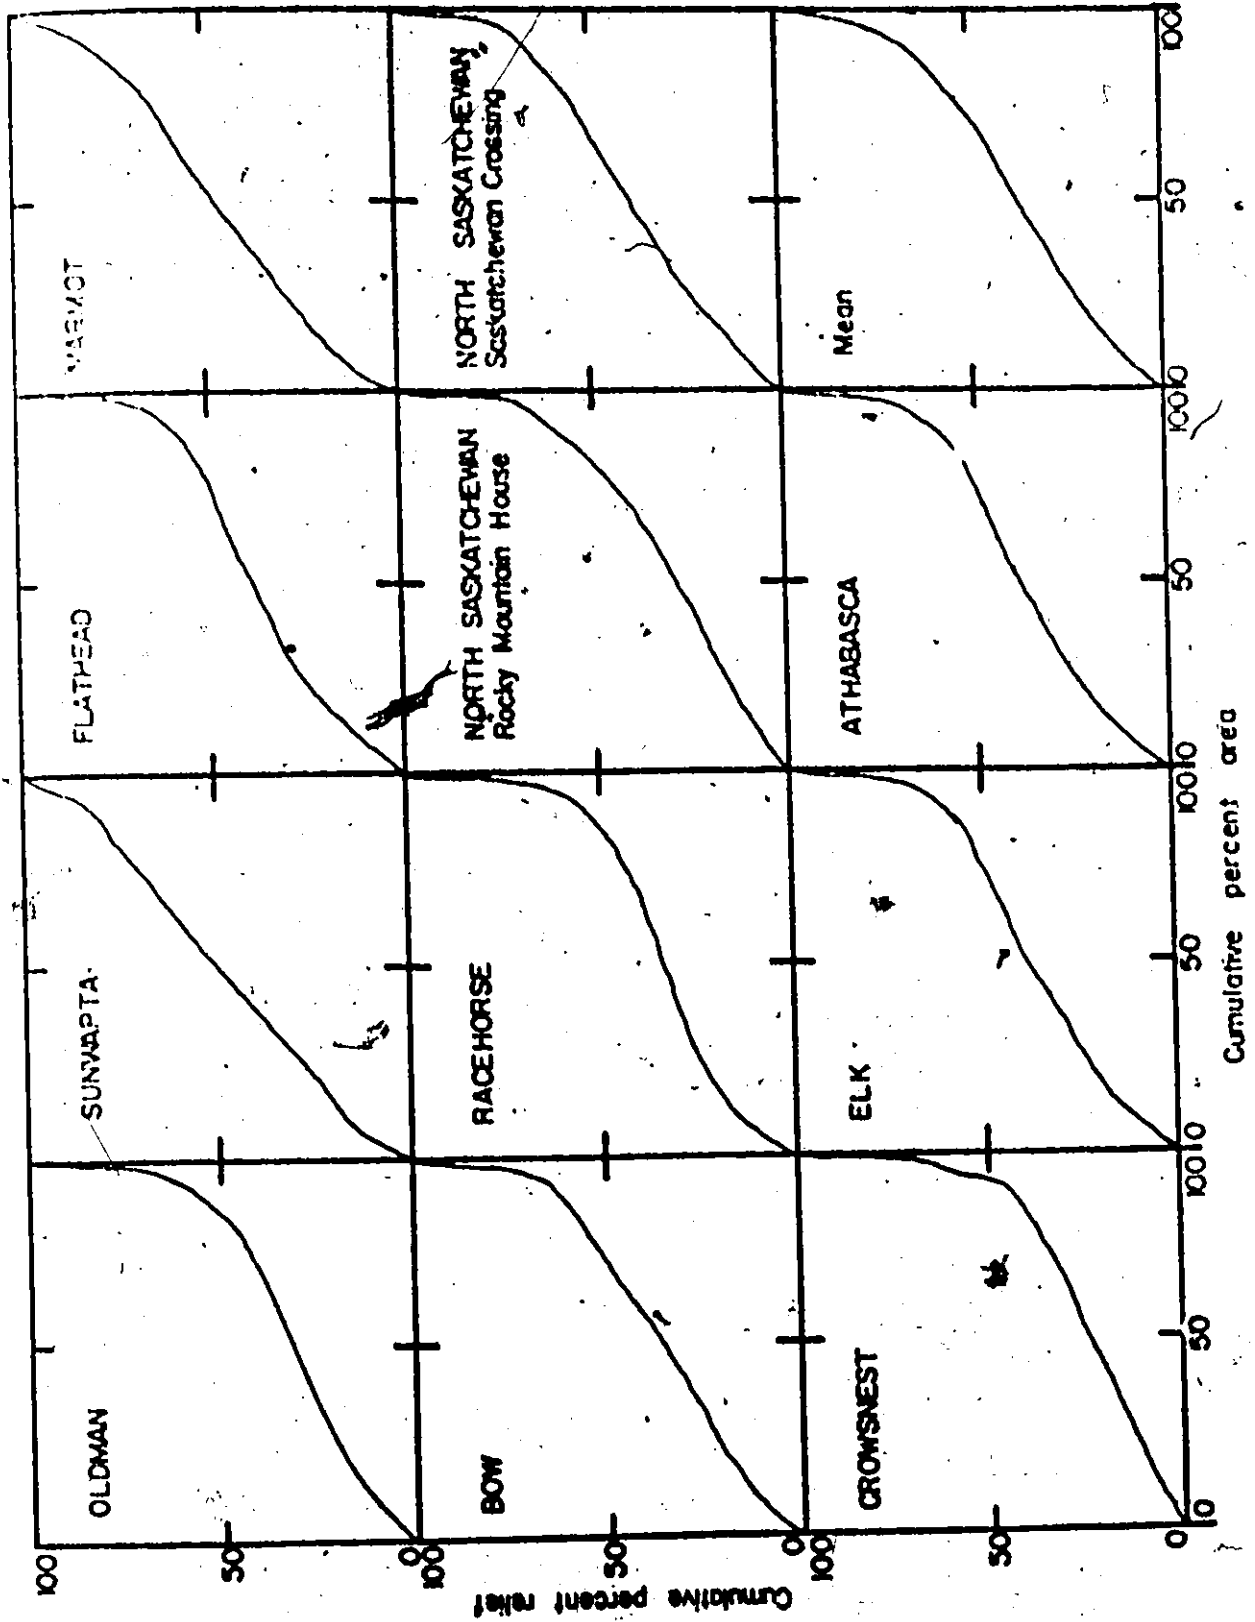 Cumulative percent relief
100
50
0
100
50
0
100
50
0
OLDMAN
SUNWAPTA
FLATHEAD
MARMOT
BOW
RACEHORSE
NORTH SASKATCHEWAN
Rocky Mountain House
NORTH SASKATCHEWAN
Saskatchewan Crossing
CROWSNEST
ELK
ATHABASCA
Mean
0
50
100
0
50
100
0
50
100
0
50
100
Cumulative percent area